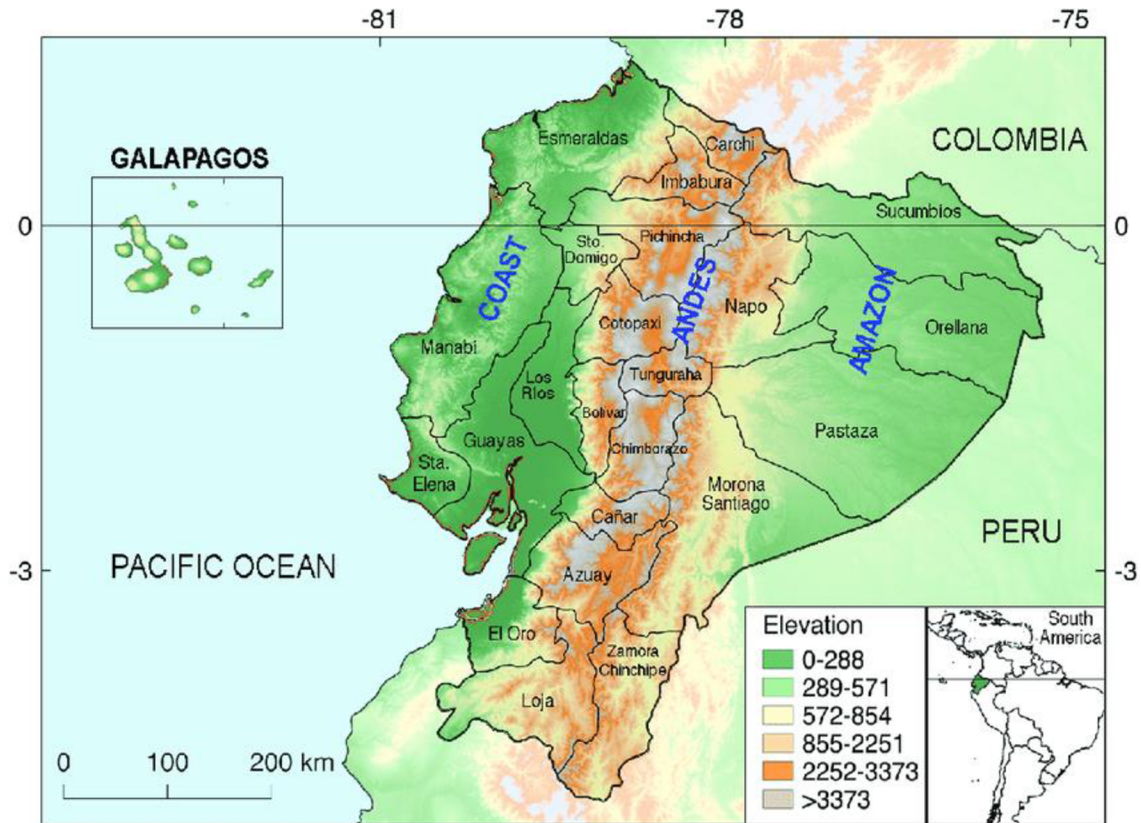 -81
-78
-75
COLOMBIA
Esmeraldas
Carchi
GALAPAGOS
Imbabura
Sucumbios
0
0
Pichincha
Sto.
Domigo
COAST
ANDES
AMAZON
Napo
Cotopaxi
Orellana
Manabí
Los
Ríos
Tunguraha
Bolivar
Pastaza
Guayas
Chimborazo
Sta.
Elena
Morona
Santiago
Cañar
PERU
PACIFIC OCEAN
-3
-3
Azuay
El Oro
Zamora
Chinchipe
Loja
Elevation
0-288
289-571
572-854
855-2251
2252-3373
>3373
South
America
0 100 200 km